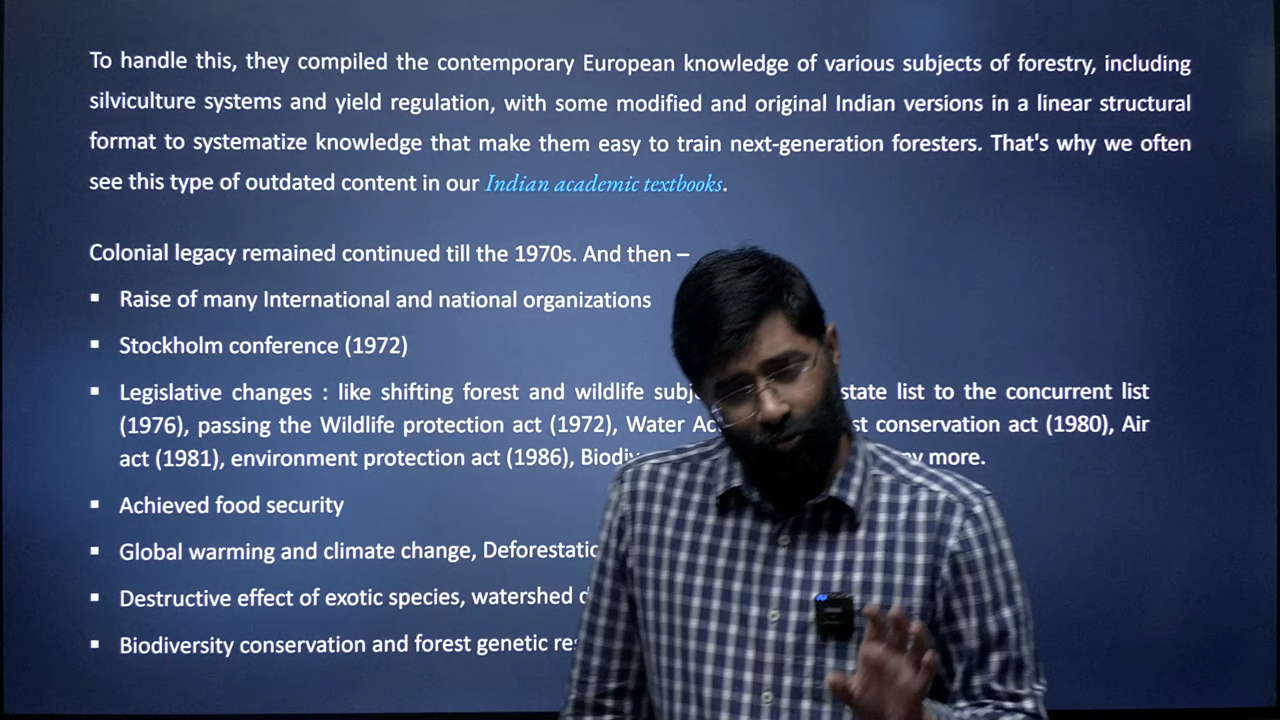 To handle this, they compiled the contemporary European knowledge of various subjects of forestry, including
silviculture systems and yield regulation, with some modified and original Indian versions in a linear structural
format to systematize knowledge that make them easy to train next-generation foresters. That's why we often
see this type of outdated content in our Indian academic textbooks.
Colonial legacy remained continued till the 1970s. And then –
▪ Raise of many International and national organizations
▪ Stockholm conference (1972)
▪ Legislative changes : like shifting forest and wildlife state list to the concurrent list
(1976), passing the Wildlife protection act (1972), Water conservation act (1980), Air
act (1981), environment protection act (1986), more.
▪ Achieved food security
▪ Global warming and climate change,
▪ Destructive effect of exotic species, watershed
▪ Biodiversity conservation and forest genetic